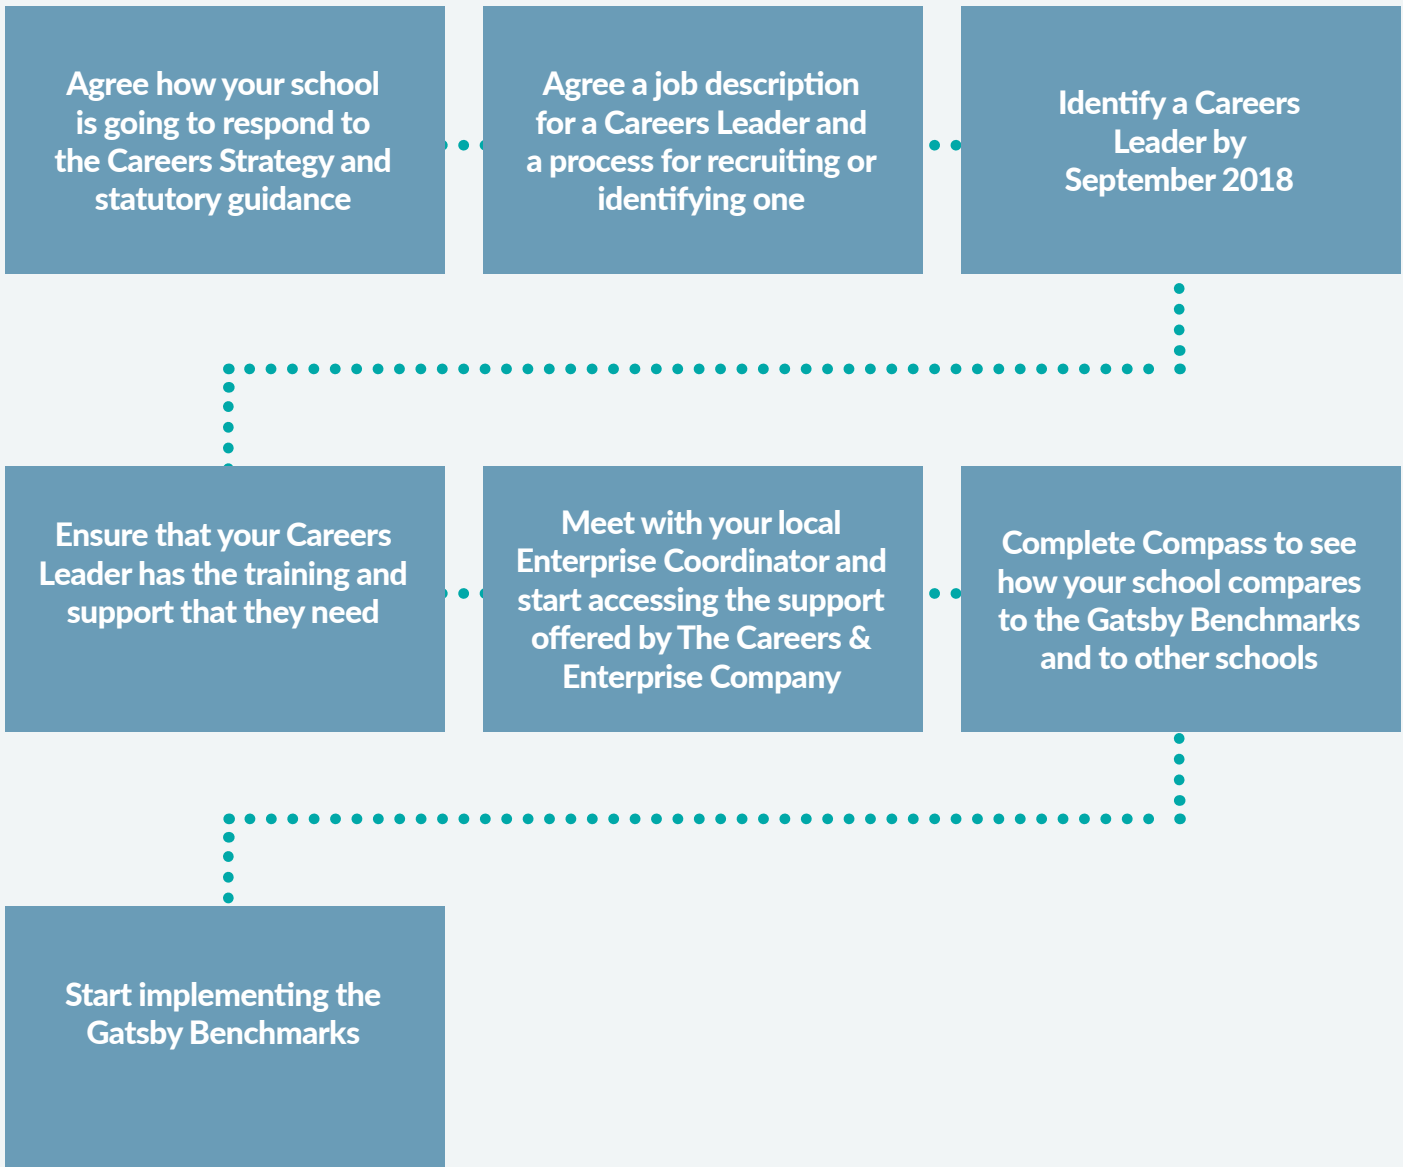 Agree how your school
is going to respond to
the Careers Strategy and
statutory guidance
Agree a job description
for a Careers Leader and
a process for recruiting or
identifying one
Identify a Careers
Leader by
September 2018
Ensure that your Careers
Leader has the training and
support that they need
Meet with your local
Enterprise Coordinator and
start accessing the support
offered by The Careers &
Enterprise Company
Complete Compass to see
how your school compares
to the Gatsby Benchmarks
and to other schools
Start implementing the
Gatsby Benchmarks